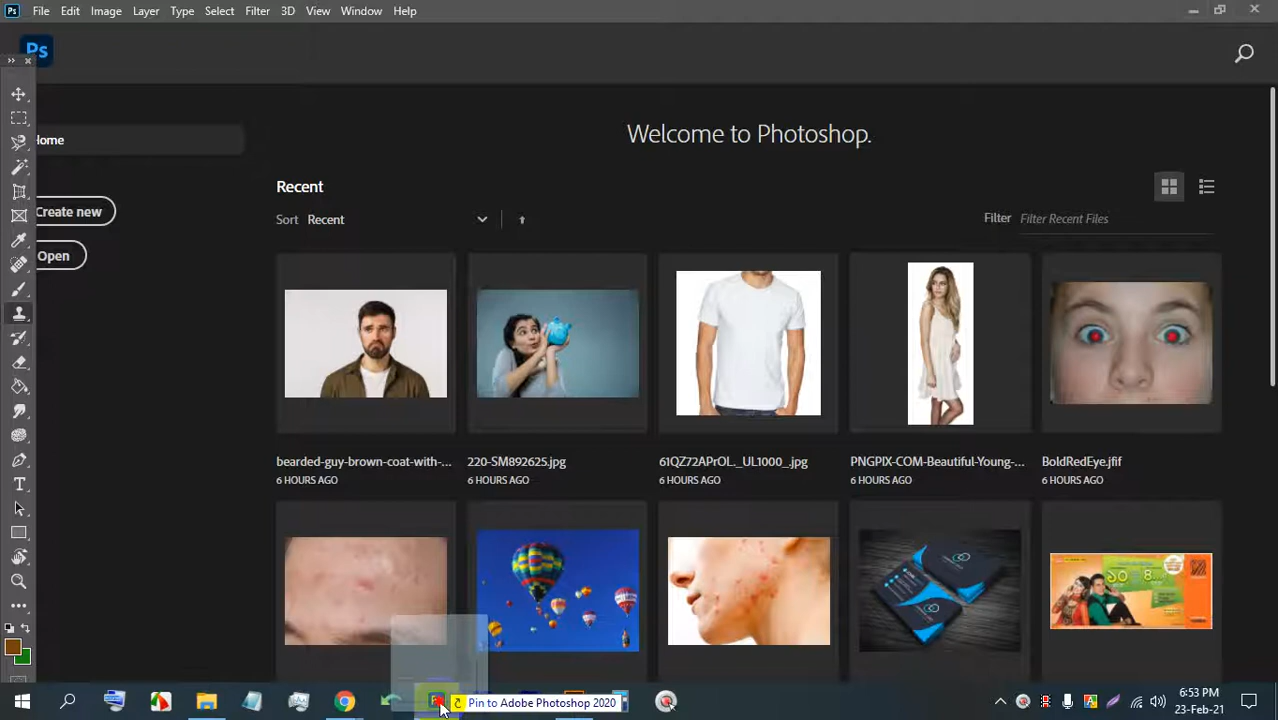 Ps File Edit Image Layer Type Select Filter 3D View Window Help
Ps
Home
Welcome to Photoshop.
Create new
Open
Recent
Sort Recent
Filter Filter Recent Files
bearded-guy-brown-coat-with-...
6 HOURS AGO
220-SM892625.jpg
6 HOURS AGO
61QZ72APrOL._UL1000_.jpg
6 HOURS AGO
PNGPIX-COM-Beautiful-Young-...
6 HOURS AGO
BoldRedEye.jfif
6 HOURS AGO
Pin to Adobe Photoshop 2020
6:53 PM
23-Feb-21